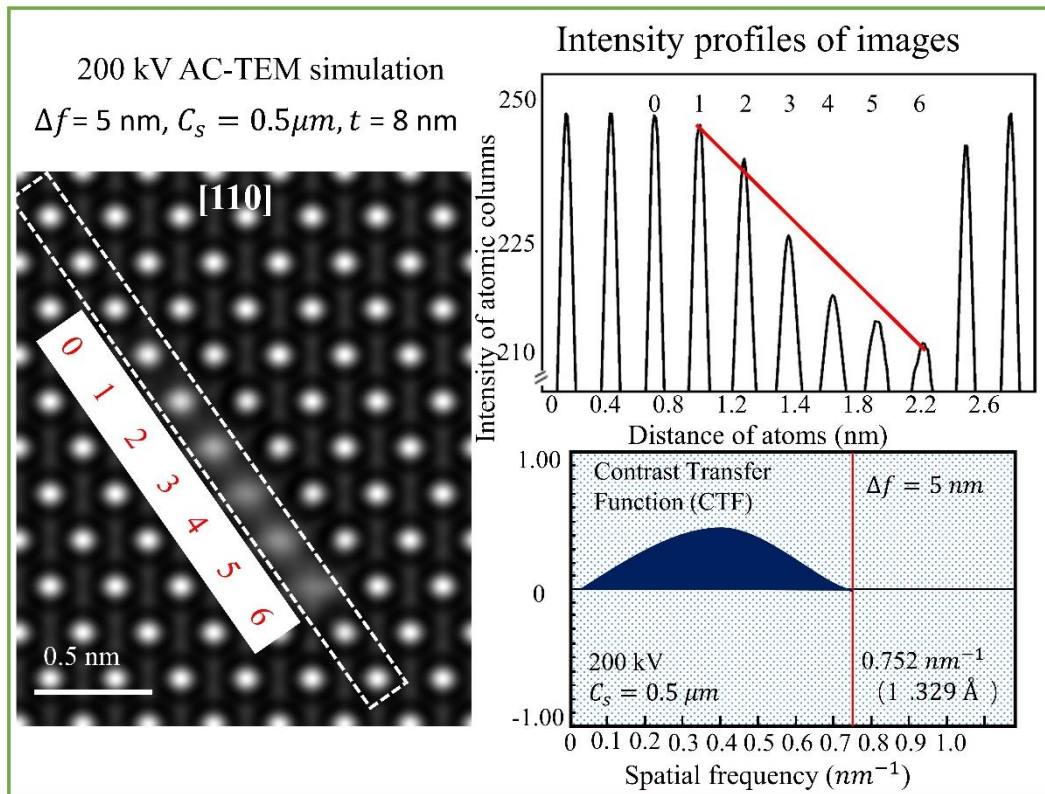 200 kV AC-TEM simulation
Δf = 5 nm, C_s = 0.5μm, t = 8 nm
[110]
0
1
2
3
4
5
6
0.5 nm
Intensity profiles of images
Intensity of atomic columns
250
225
210
0 1 2 3 4 5 6
0 0.4 0.8 1.2 1.4 1.8 2.2 2.6
Distance of atoms (nm)
1.00
0
-1.00
Contrast Transfer
Function (CTF)
Δf = 5 nm
200 kV
C_s = 0.5 μm
0.752 nm⁻¹
(1 .329 Å )
0 0.1 0.2 0.3 0.4 0.5 0.6 0.7 0.8 0.9 1.0
Spatial frequency (nm⁻¹)